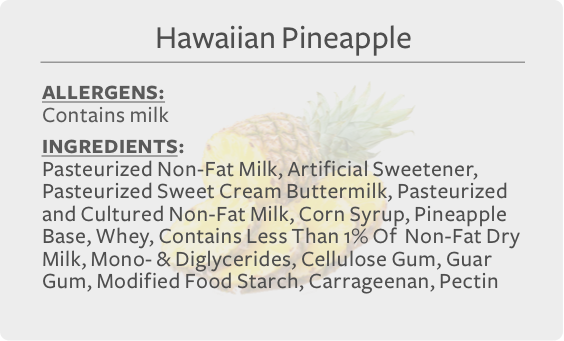 Hawaiian Pineapple
ALLERGENS:
Contains milk
INGREDIENTS:
Pasteurized Non-Fat Milk, Artificial Sweetener,
Pasteurized Sweet Cream Buttermilk, Pasteurized
and Cultured Non-Fat Milk, Corn Syrup, Pineapple
Base, Whey, Contains Less Than 1% Of Non-Fat Dry
Milk, Mono- & Diglycerides, Cellulose Gum, Guar
Gum, Modified Food Starch, Carrageenan, Pectin